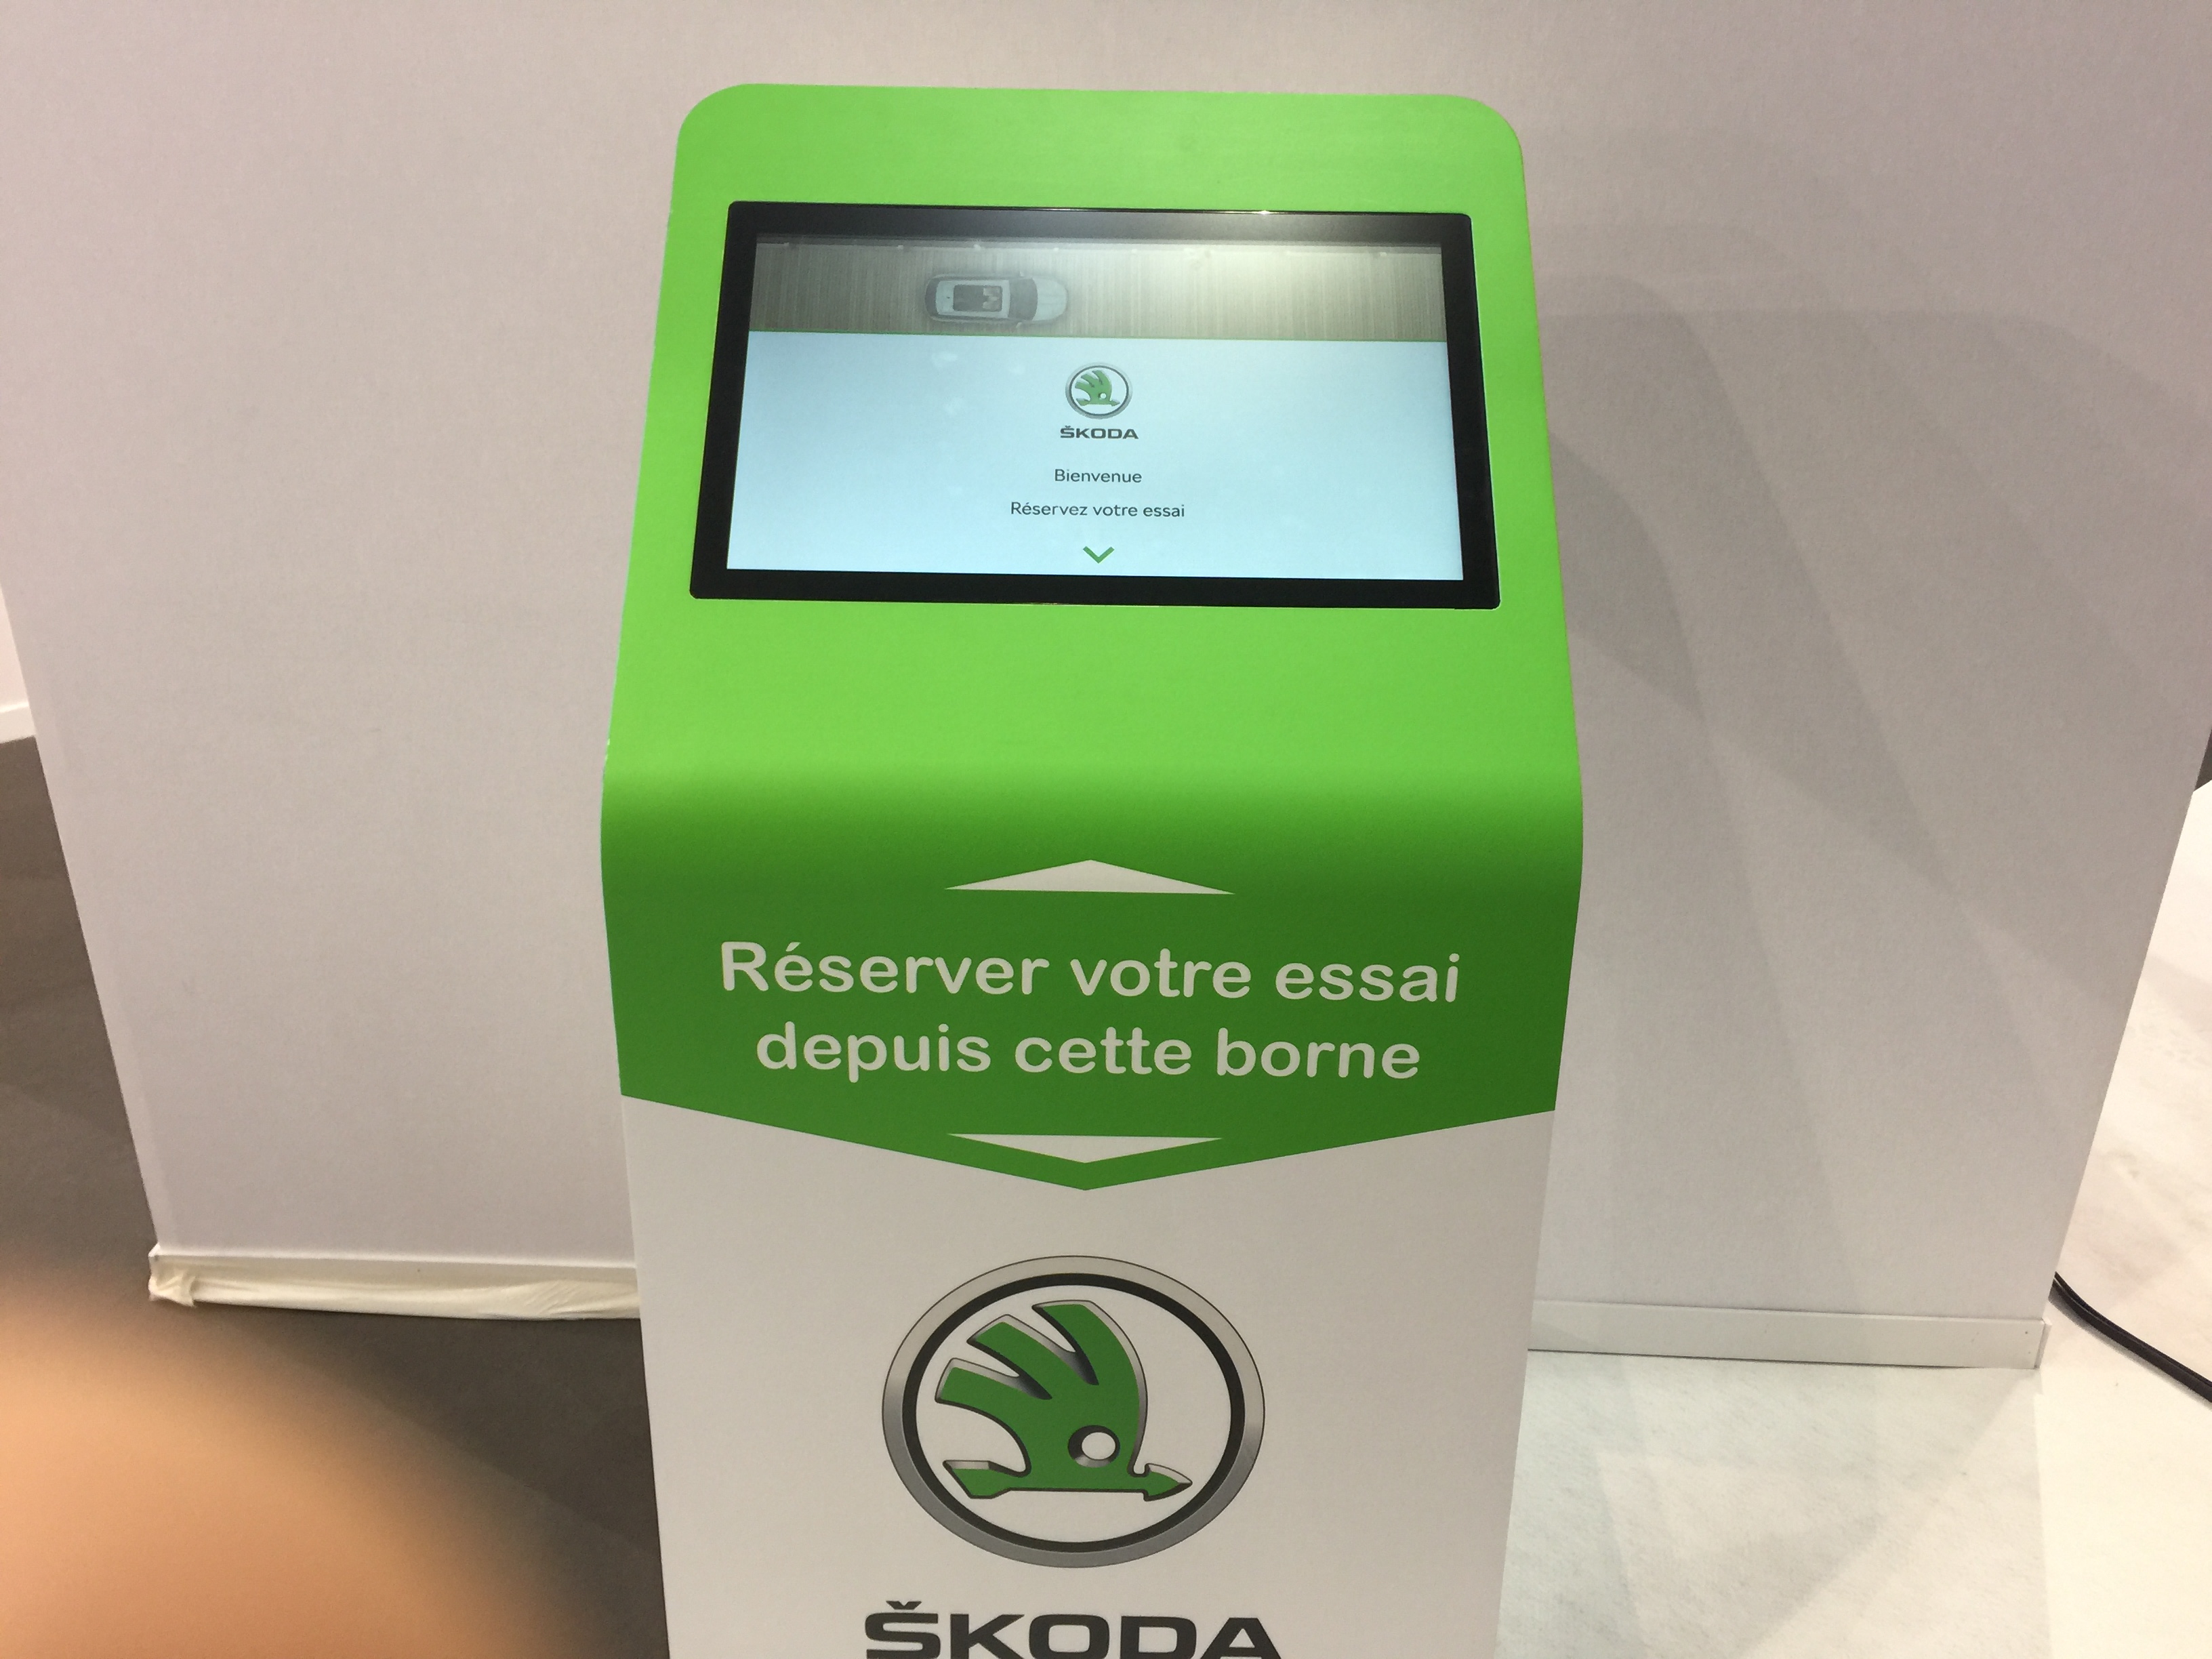 ŠKODA
Bienvenue
Réservez votre essai
Réserver votre essai
depuis cette borne
ŠKODA